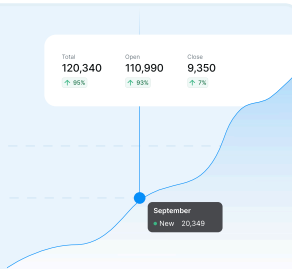 Total Open Close
120,340 110,990 9,350
↑ 95% ↑ 93% ↑ 7%
September
New 20,349